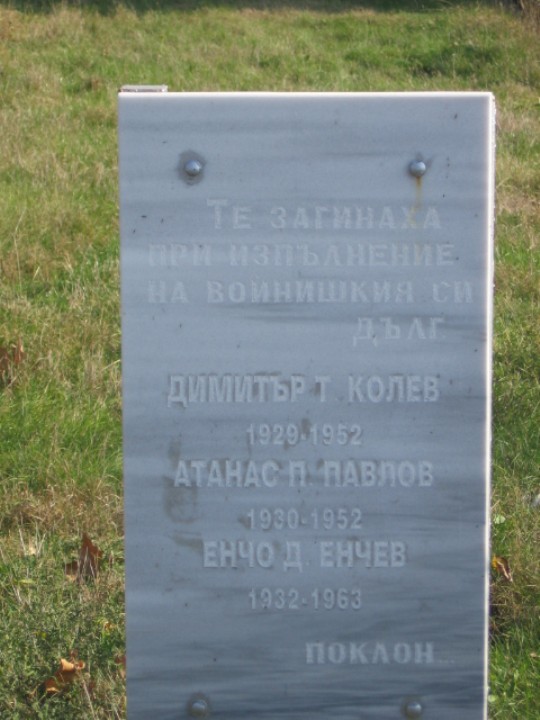 Те загинаха
при изпълнение
на воинишкия си
дълг.
ДИМИТЪР Т. КОЛЕВ
1929-1952
АТАНАС П. ПАВЛОВ
1930-1952
ЕНЧО Д. ЕНЧЕВ
1932-1963
ПОКЛОН...